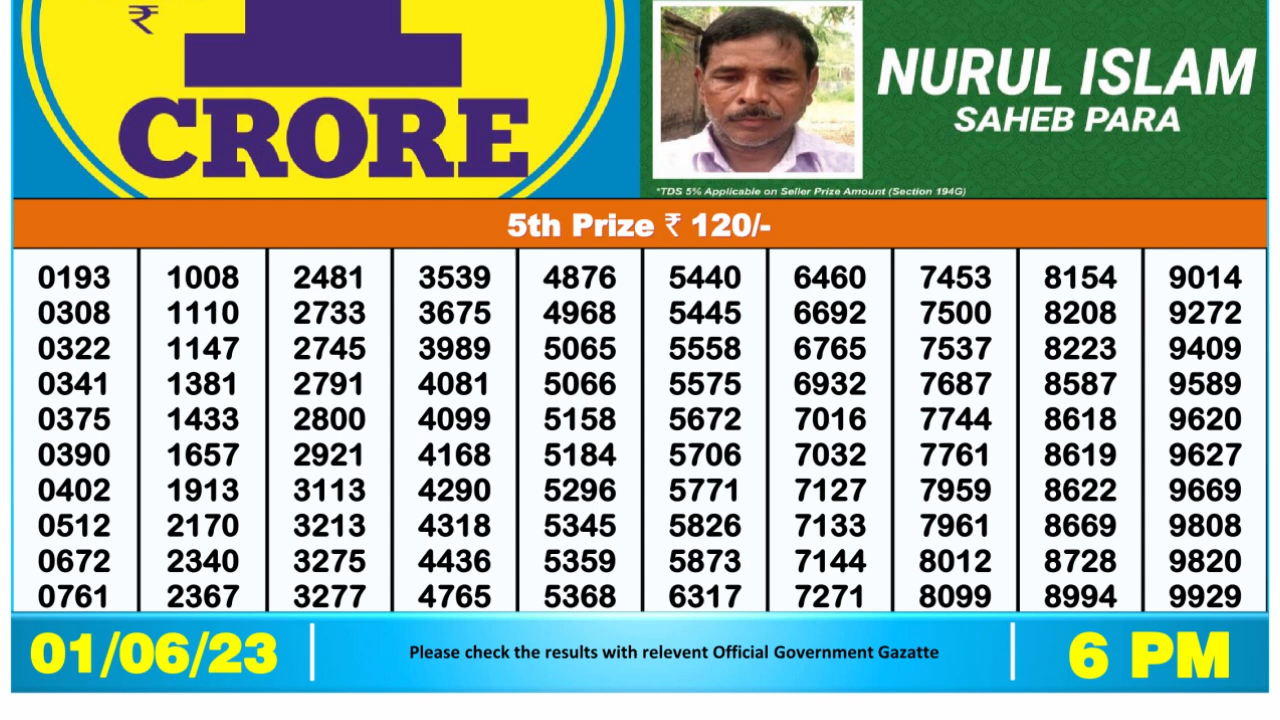 ₹
1
CRORE
NURUL ISLAM
SAHEB PARA
*TDS 5% Applicable on Seller Prize Amount (Section 194G)
5th Prize ₹ 120/-
0193 1008 2481 3539 4876 5440 6460 7453 8154 9014
0308 1110 2733 3675 4968 5445 6692 7500 8208 9272
0322 1147 2745 3989 5065 5558 6765 7537 8223 9409
0341 1381 2791 4081 5066 5575 6932 7687 8587 9589
0375 1433 2800 4099 5158 5672 7016 7744 8618 9620
0390 1657 2921 4168 5184 5706 7032 7761 8619 9627
0402 1913 3113 4290 5296 5771 7127 7959 8622 9669
0512 2170 3213 4318 5345 5826 7133 7961 8669 9808
0672 2340 3275 4436 5359 5873 7144 8012 8728 9820
0761 2367 3277 4765 5368 6317 7271 8099 8994 9929
01/06/23
Please check the results with relevent Official Government Gazatte
6 PM